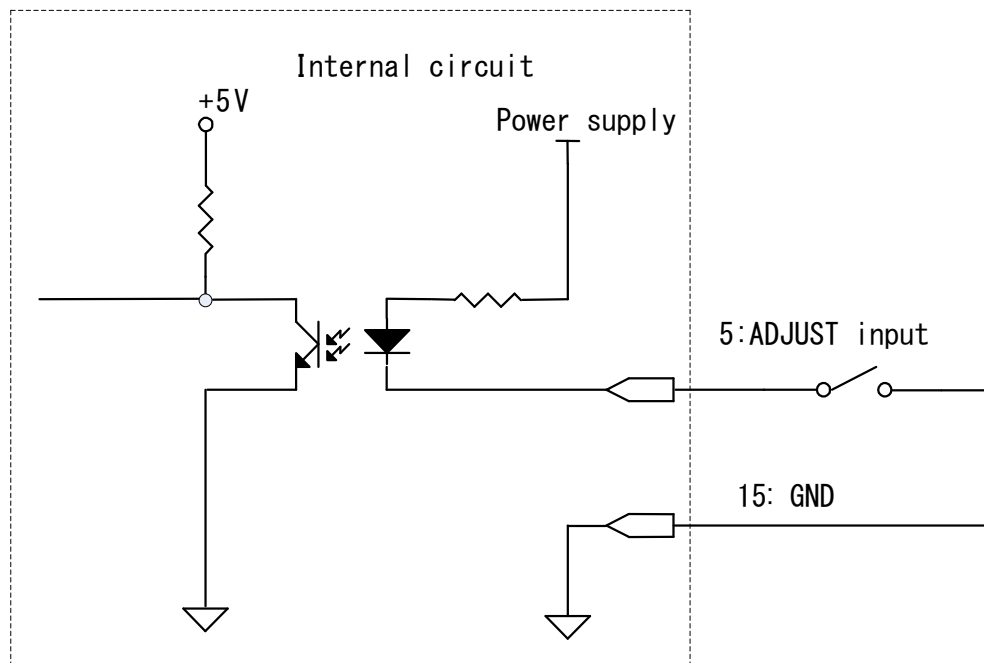 Internal circuit
+5V
Power supply
5:ADJUST input
15: GND